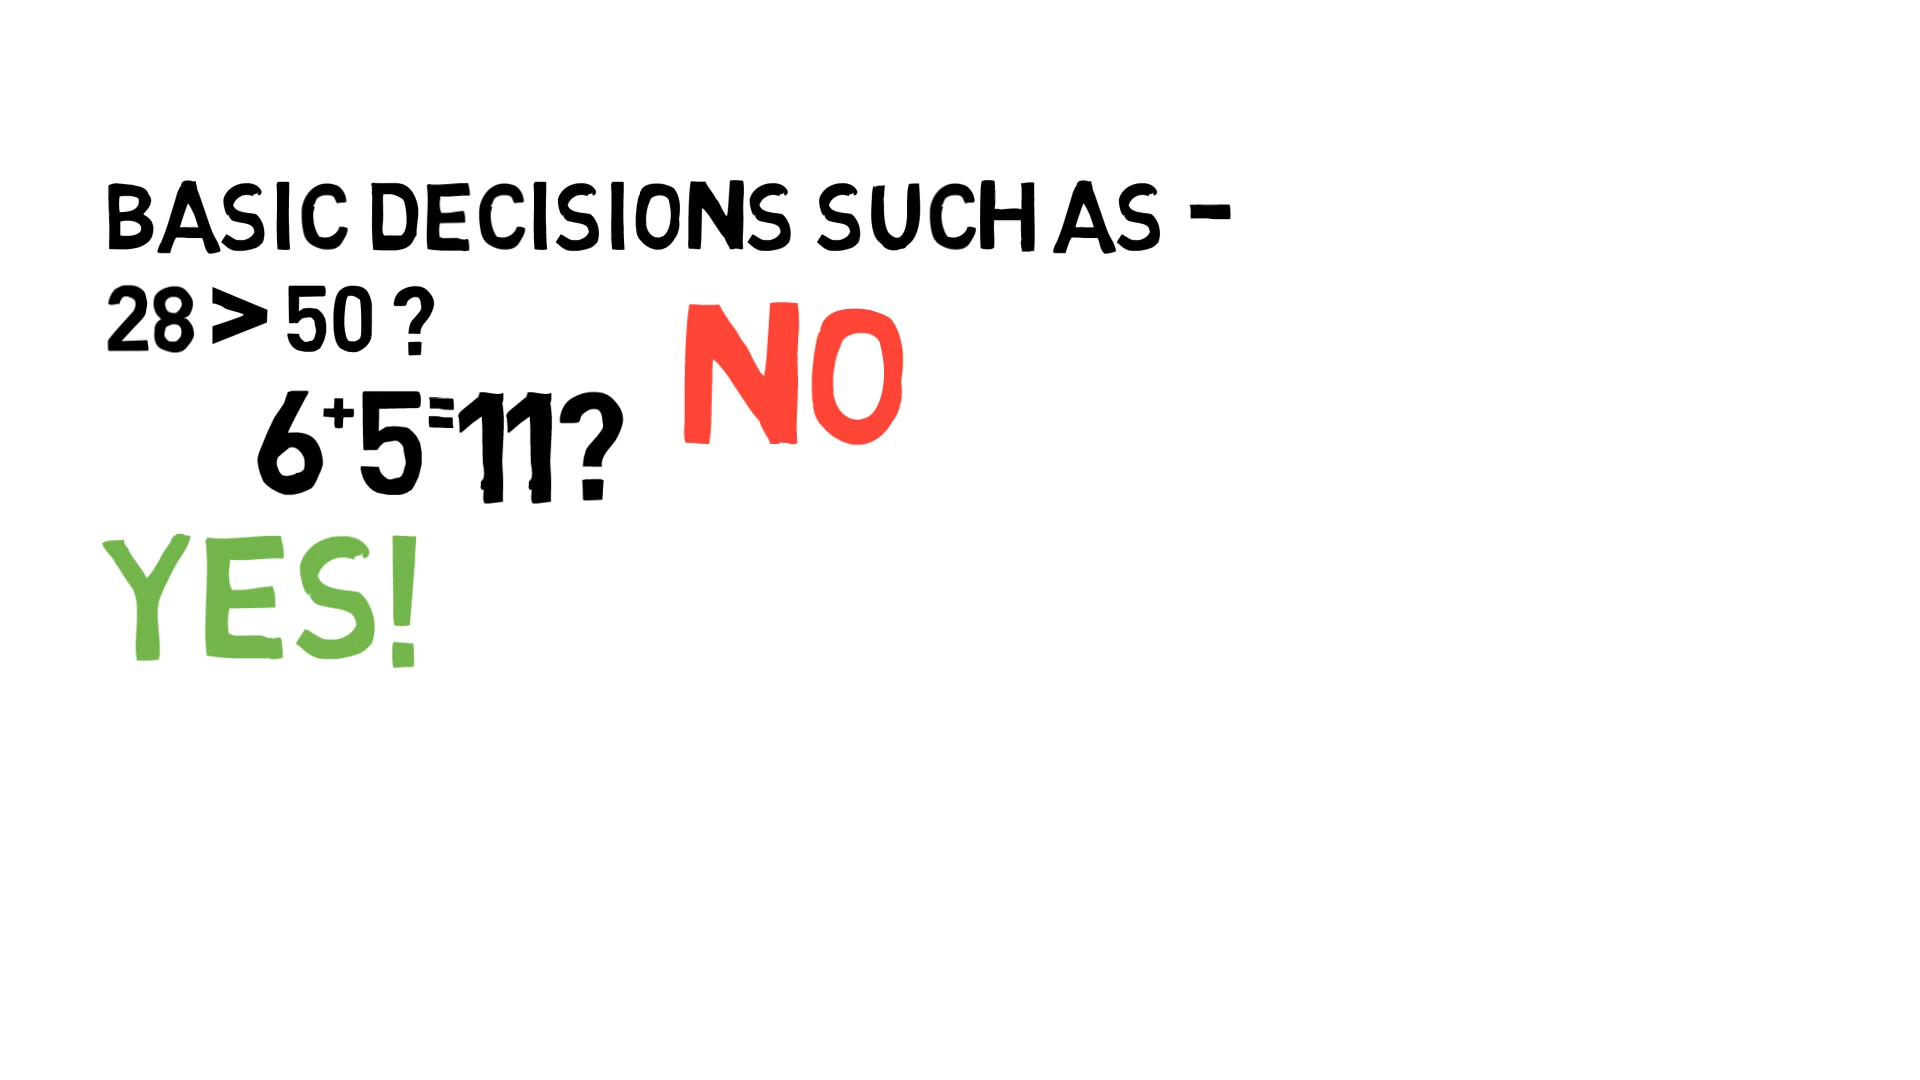 BASIC DECISIONS SUCH AS -
28 > 50 ?
NO
6+5=11?
YES!